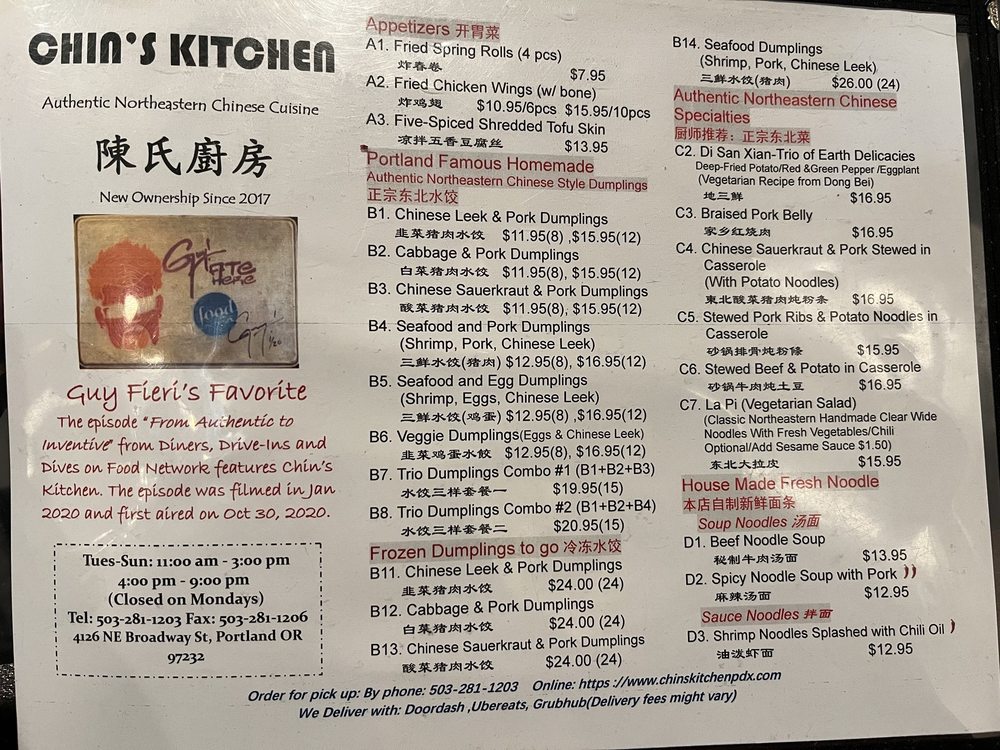 CHIN'S KITCHEN
Authentic Northeastern Chinese Cuisine
陳氏廚房
New Ownership Since 2017
Guy
ATE
Here
food
Guy
1/20
Guy Fieri's Favorite
The episode "From Authentic to
Inventive" from Diners, Drive-Ins and
Dives on Food Network features Chin's
Kitchen. The episode was filmed in Jan
2020 and first aired on Oct 30, 2020.
Tues-Sun: 11:00 am - 3:00 pm
4:00 pm - 9:00 pm
(Closed on Mondays)
Tel: 503-281-1203 Fax: 503-281-1206
4126 NE Broadway St, Portland OR
97232
Appetizers 开胃菜
A1. Fried Spring Rolls (4 pcs)
炸春卷 $7.95
A2. Fried Chicken Wings (w/ bone)
炸鸡翅 $10.95/6pcs $15.95/10pcs
A3. Five-Spiced Shredded Tofu Skin
凉拌五香豆腐丝 $13.95
Portland Famous Homemade
Authentic Northeastern Chinese Style Dumplings
正宗东北水饺
B1. Chinese Leek & Pork Dumplings
韭菜猪肉水饺 $11.95(8) ,$15.95(12)
B2. Cabbage & Pork Dumplings
白菜猪肉水饺 $11.95(8), $15.95(12)
B3. Chinese Sauerkraut & Pork Dumplings
酸菜猪肉水饺 $11.95(8), $15.95(12)
B4. Seafood and Pork Dumplings
(Shrimp, Pork, Chinese Leek)
三鲜水饺(猪肉) $12.95(8), $16.95(12)
B5. Seafood and Egg Dumplings
(Shrimp, Eggs, Chinese Leek)
三鲜水饺(鸡蛋) $12.95(8) ,$16.95(12)
B6. Veggie Dumplings(Eggs & Chinese Leek)
韭菜鸡蛋水饺 $12.95(8), $16.95(12)
B7. Trio Dumplings Combo #1 (B1+B2+B3)
水饺三样套餐一 $19.95(15)
B8. Trio Dumplings Combo #2 (B1+B2+B4)
水饺三样套餐二 $20.95(15)
Frozen Dumplings to go 冷冻水饺
B11. Chinese Leek & Pork Dumplings
韭菜猪肉水饺 $24.00 (24)
B12. Cabbage & Pork Dumplings
白菜猪肉水饺 $24.00 (24)
B13. Chinese Sauerkraut & Pork Dumplings
酸菜猪肉水饺 $24.00 (24)
B14. Seafood Dumplings
(Shrimp, Pork, Chinese Leek)
三鲜水饺(猪肉) $26.00 (24)
Authentic Northeastern Chinese
Specialties
厨师推荐：正宗东北菜
C2. Di San Xian-Trio of Earth Delicacies
Deep-Fried Potato/Red &Green Pepper /Eggplant
(Vegetarian Recipe from Dong Bei)
地三鲜 $16.95
C3. Braised Pork Belly
家乡红烧肉 $16.95
C4. Chinese Sauerkraut & Pork Stewed in
Casserole
(With Potato Noodles)
東北酸菜猪肉炖粉条 $16.95
C5. Stewed Pork Ribs & Potato Noodles in
Casserole
砂锅排骨炖粉條 $15.95
C6. Stewed Beef & Potato in Casserole
砂锅牛肉炖土豆 $16.95
C7. La Pi (Vegetarian Salad)
(Classic Northeastern Handmade Clear Wide
Noodles With Fresh Vegetables/Chili
Optional/Add Sesame Sauce $1.50)
东北大拉皮 $15.95
House Made Fresh Noodle
本店自制新鲜面条
Soup Noodles 汤面
D1. Beef Noodle Soup
秘制牛肉汤面 $13.95
D2. Spicy Noodle Soup with Pork
麻辣汤面 $12.95
Sauce Noodles 拌面
D3. Shrimp Noodles Splashed with Chili Oil
油泼虾面 $12.95
Order for pick up: By phone: 503-281-1203 Online: https ://www.chinskitchenpdx.com
We Deliver with: Doordash ,Ubereats, Grubhub(Delivery fees might vary)